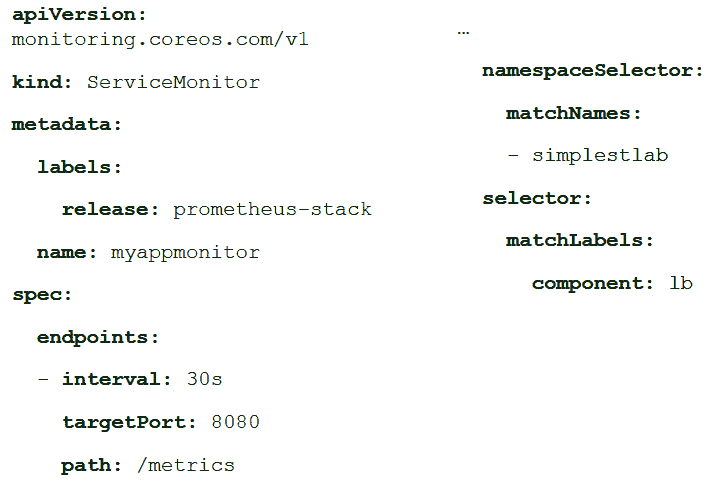 apiVersion:
monitoring.coreos.com/v1
kind: ServiceMonitor
metadata:
  labels:
    release: prometheus-stack
  name: myappmonitor
spec:
  endpoints:
  - interval: 30s
    targetPort: 8080
    path: /metrics
…
  namespaceSelector:
    matchNames:
    - simplestlab
  selector:
    matchLabels:
      component: lb